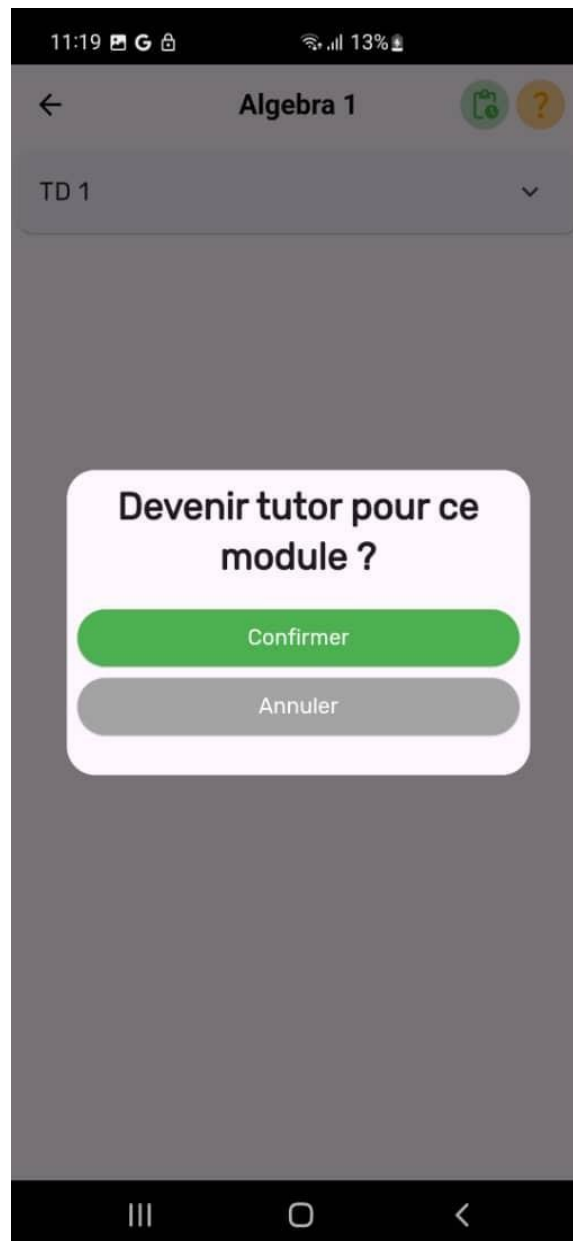 11:19 G 13%
Algebra 1 ?
TD 1
Devenir tutor pour ce
module ?
Confirmer
Annuler